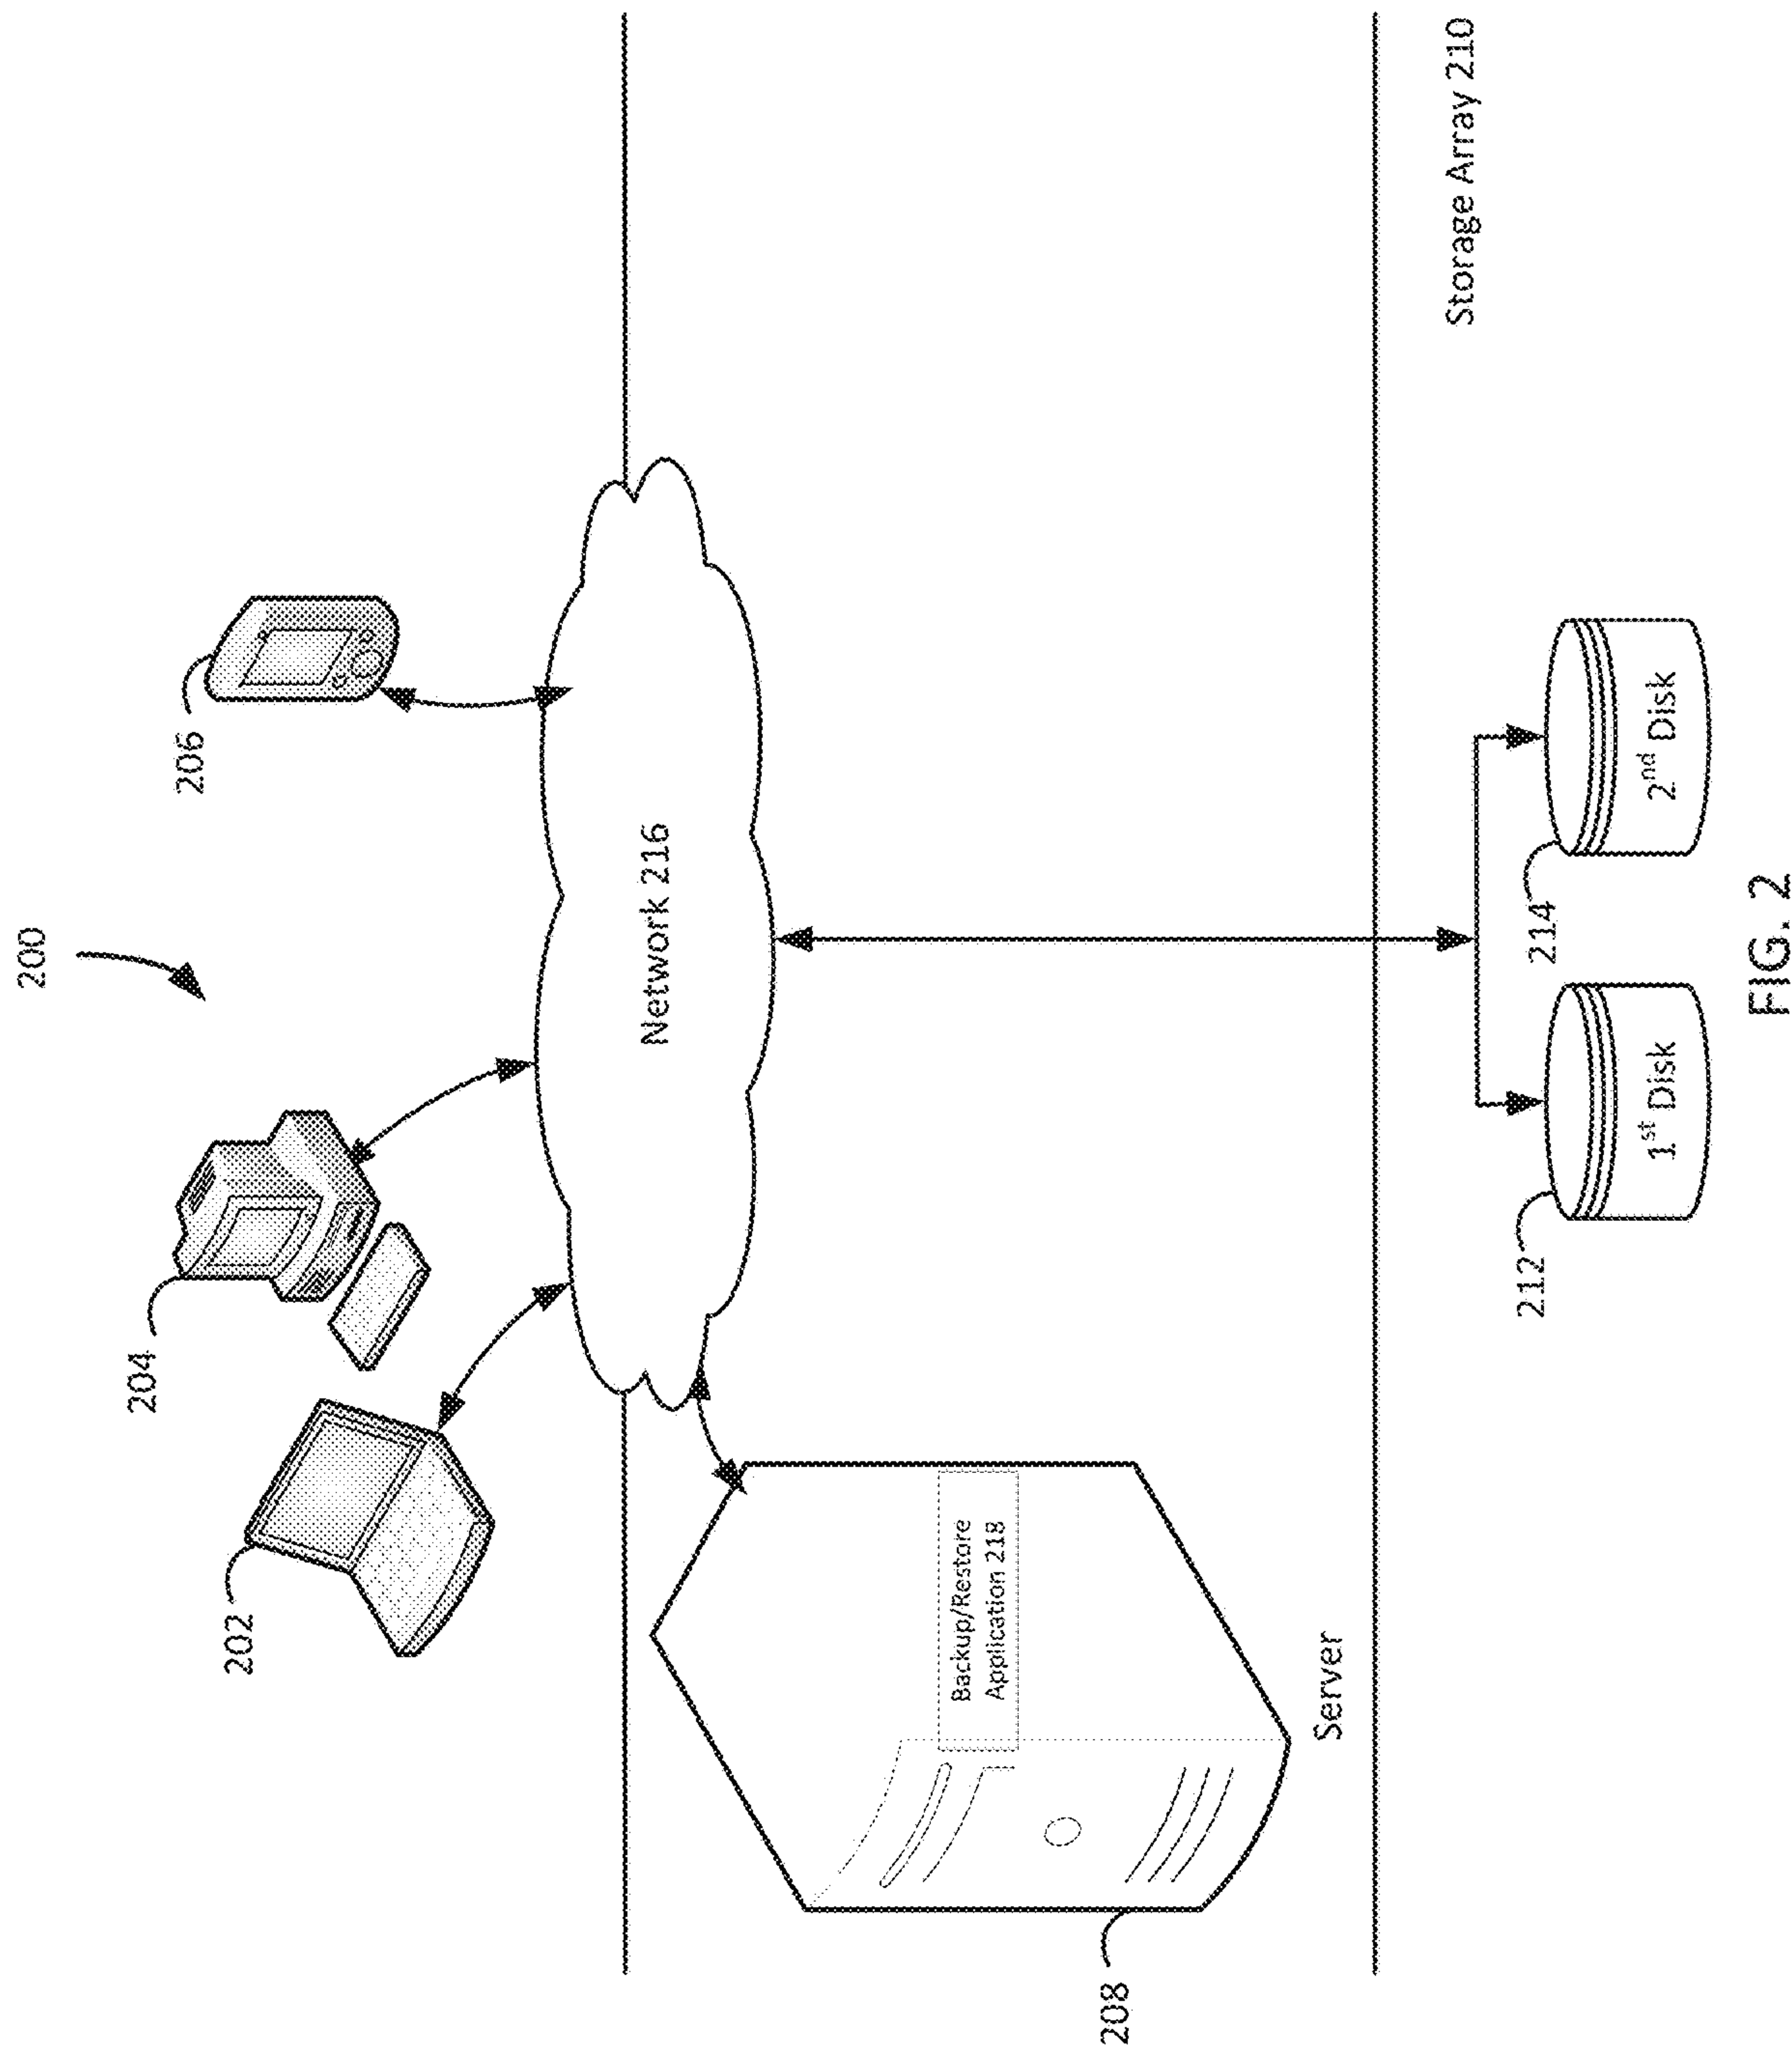 200
206
204
202
Network 216
Backup/Restore
Application 218
Server
208
Storage Array 210
212
1st Disk
214
2nd Disk
FIG. 2